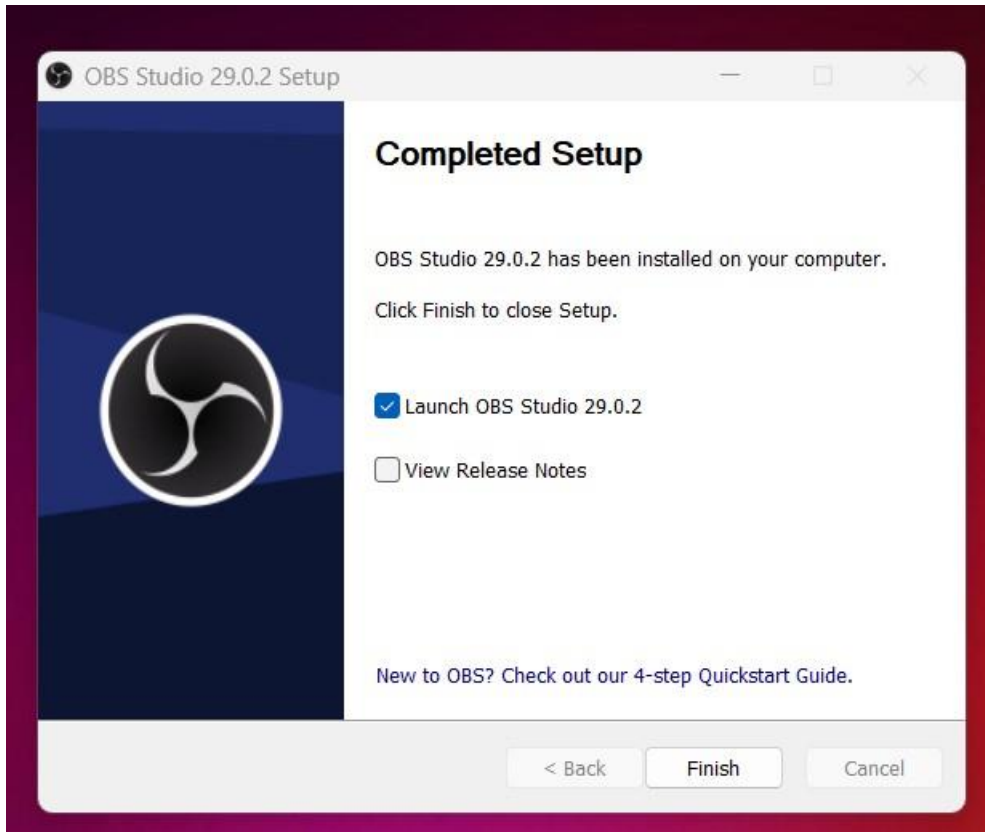 OBS Studio 29.0.2 Setup
Completed Setup
OBS Studio 29.0.2 has been installed on your computer.
Click Finish to close Setup.
Launch OBS Studio 29.0.2
View Release Notes
New to OBS? Check out our 4-step Quickstart Guide.
< Back Finish Cancel